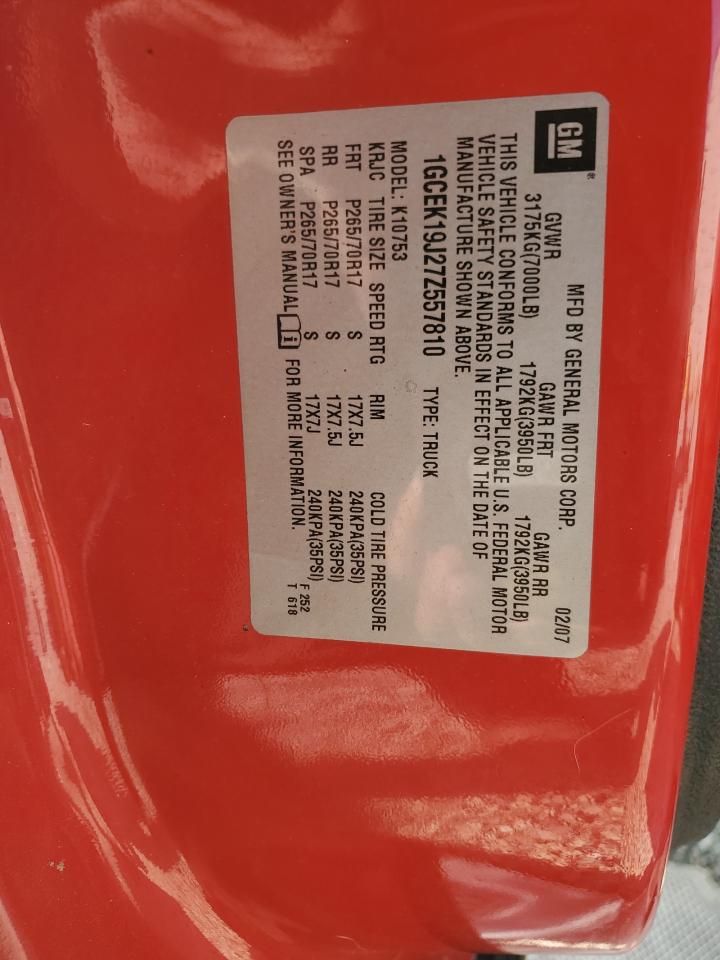 GM ®
MFD BY GENERAL MOTORS CORP. 02/07
GVWR GAWR FRT GAWR RR
3175KG(7000LB) 1792KG(3950LB) 1792KG(3950LB)
THIS VEHICLE CONFORMS TO ALL APPLICABLE U.S. FEDERAL MOTOR
VEHICLE SAFETY STANDARDS IN EFFECT ON THE DATE OF
MANUFACTURE SHOWN ABOVE.
1GCEK19J27Z557810 TYPE: TRUCK
MODEL: K10753
KRJC TIRE SIZE SPEED RTG RIM COLD TIRE PRESSURE
FRT P265/70R17 S 17X7.5J 240KPA(35PSI)
RR P265/70R17 S 17X7.5J 240KPA(35PSI)
SPA P265/70R17 S 17X7J 240KPA(35PSI)
SEE OWNER'S MANUAL i FOR MORE INFORMATION.
F 252
T 618